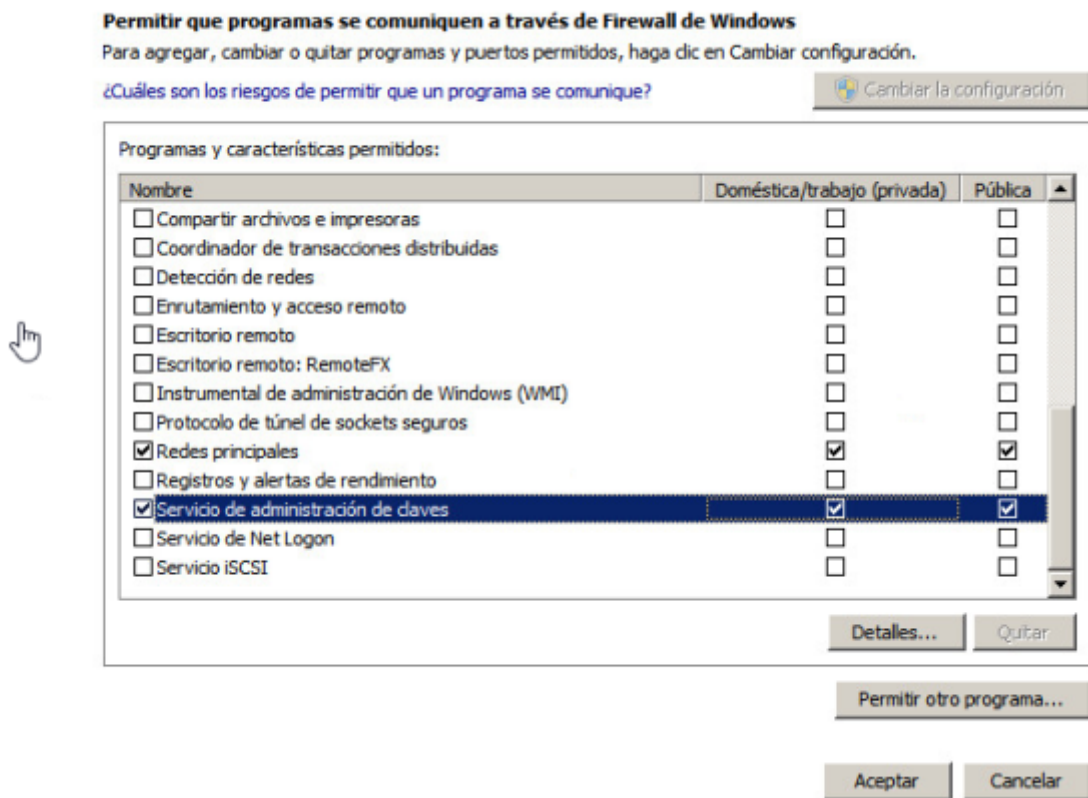 Permitir que programas se comuniquen a través de Firewall de Windows
Para agregar, cambiar o quitar programas y puertos permitidos, haga clic en Cambiar configuración.
¿Cuáles son los riesgos de permitir que un programa se comunique?
Cambiar la configuración
Programas y características permitidos:
Nombre Doméstica/trabajo (privada) Pública
Compartir archivos e impresoras
Coordinador de transacciones distribuidas
Detección de redes
Enrutamiento y acceso remoto
Escritorio remoto
Escritorio remoto: RemoteFX
Instrumental de administración de Windows (WMI)
Protocolo de túnel de sockets seguros
Redes principales
Registros y alertas de rendimiento
Servicio de administración de claves
Servicio de Net Logon
Servicio iSCSI
Detalles... Quitar
Permitir otro programa...
Aceptar Cancelar